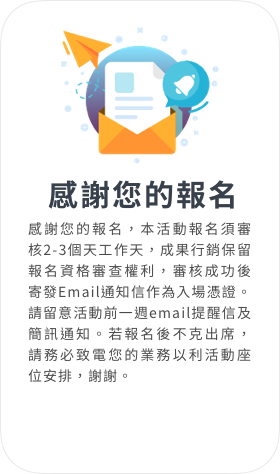 感謝您的報名
感謝您的報名，本活動報名須審
核2-3個天工作天，成果行銷保留
報名資格審查權利，審核成功後
寄發Email通知信作為入場憑證。
請留意活動前一週email提醒信及
簡訊通知。若報名後不克出席，
請務必致電您的業務以利活動座
位安排，謝謝。